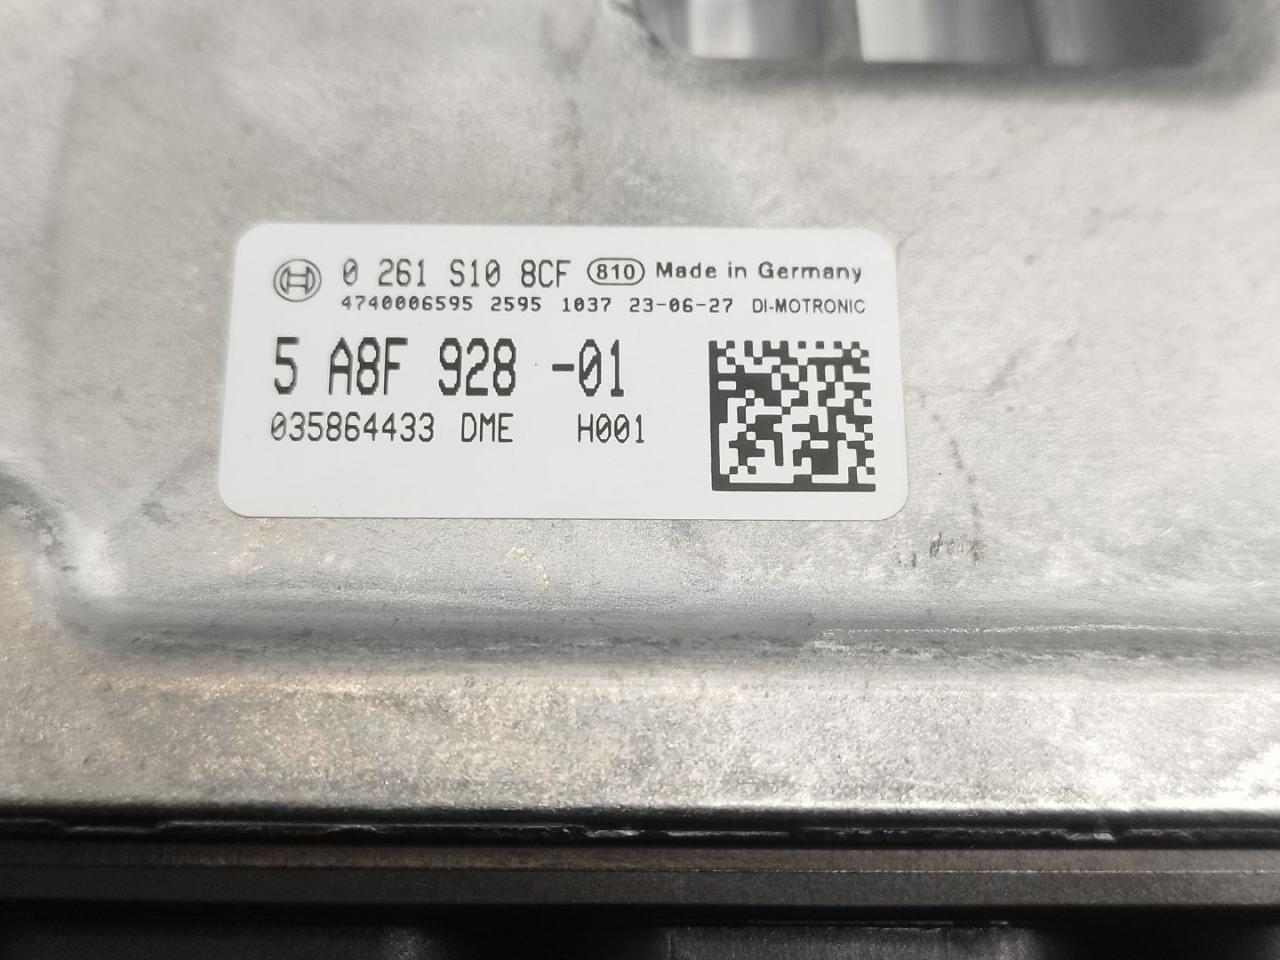 0 261 S10 8CF 810 Made in Germany
4740006595 2595 1037 23-06-27 DI-MOTRONIC
5 A8F 928 -01
035864433 DME H001